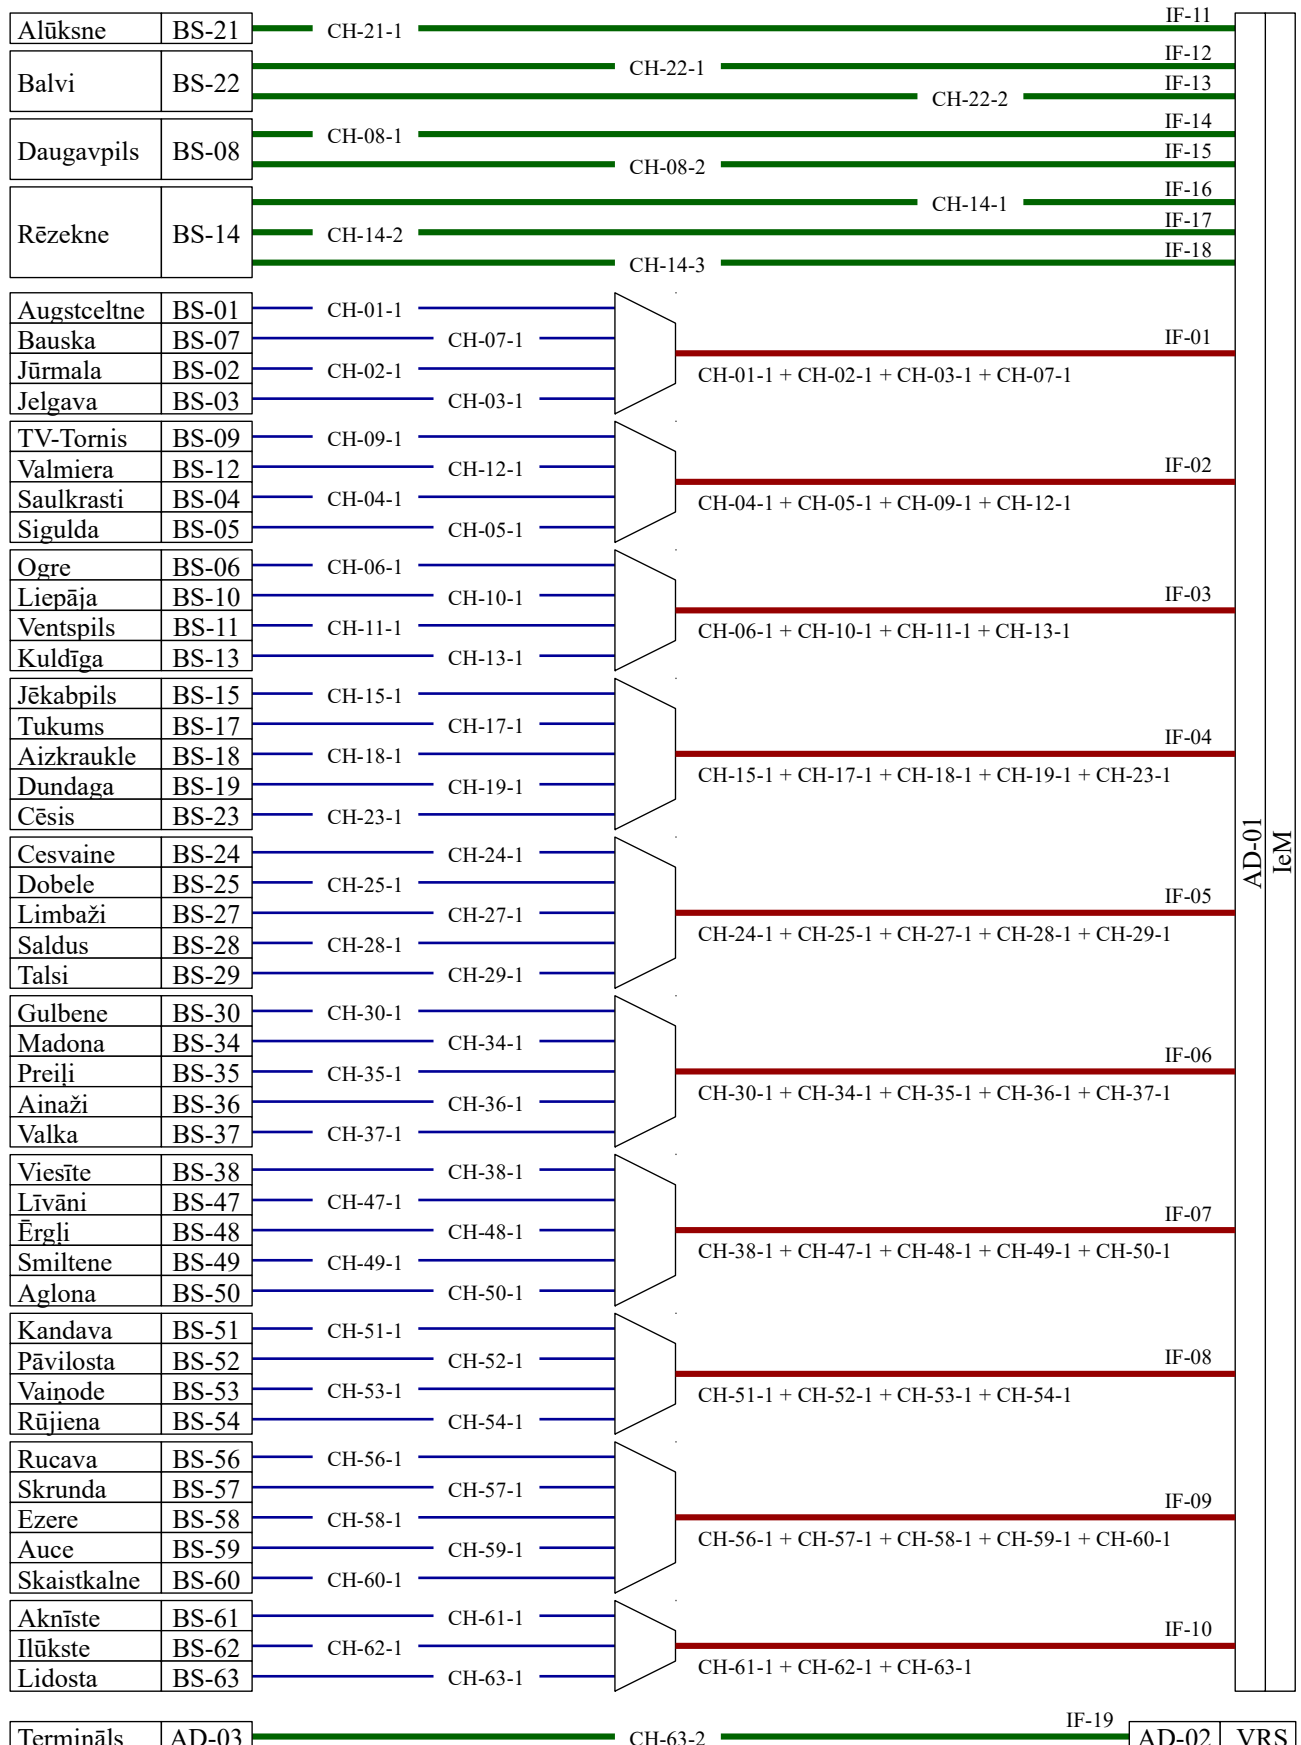 Alūksne BS-21 CH-21-1 IF-11
Balvi BS-22 CH-22-1 IF-12
CH-22-2 IF-13
Daugavpils BS-08 CH-08-1 IF-14
CH-08-2 IF-15
Rēzekne BS-14 CH-14-1 IF-16
CH-14-2 IF-17
CH-14-3 IF-18
Augstceltne BS-01 CH-01-1
Bauska BS-07 CH-07-1 IF-01
Jūrmala BS-02 CH-02-1 CH-01-1 + CH-02-1 + CH-03-1 + CH-07-1
Jelgava BS-03 CH-03-1
TV-Tornis BS-09 CH-09-1
Valmiera BS-12 CH-12-1 IF-02
Saulkrasti BS-04 CH-04-1 CH-04-1 + CH-05-1 + CH-09-1 + CH-12-1
Sigulda BS-05 CH-05-1
Ogre BS-06 CH-06-1
Liepāja BS-10 CH-10-1 IF-03
Ventspils BS-11 CH-11-1 CH-06-1 + CH-10-1 + CH-11-1 + CH-13-1
Kuldīga BS-13 CH-13-1
Jēkabpils BS-15 CH-15-1
Tukums BS-17 CH-17-1 IF-04
Aizkraukle BS-18 CH-18-1
Dundaga BS-19 CH-19-1 CH-15-1 + CH-17-1 + CH-18-1 + CH-19-1 + CH-23-1
Cēsis BS-23 CH-23-1
AD-01
IeM
Cesvaine BS-24 CH-24-1
Dobele BS-25 CH-25-1 IF-05
Limbaži BS-27 CH-27-1
Saldus BS-28 CH-28-1 CH-24-1 + CH-25-1 + CH-27-1 + CH-28-1 + CH-29-1
Talsi BS-29 CH-29-1
Gulbene BS-30 CH-30-1
Madona BS-34 CH-34-1 IF-06
Preiļi BS-35 CH-35-1
Ainaži BS-36 CH-36-1 CH-30-1 + CH-34-1 + CH-35-1 + CH-36-1 + CH-37-1
Valka BS-37 CH-37-1
Viesīte BS-38 CH-38-1
Līvāni BS-47 CH-47-1 IF-07
Ērgļi BS-48 CH-48-1
Smiltene BS-49 CH-49-1 CH-38-1 + CH-47-1 + CH-48-1 + CH-49-1 + CH-50-1
Aglona BS-50 CH-50-1
Kandava BS-51 CH-51-1
Pāvilosta BS-52 CH-52-1 IF-08
Vaiņode BS-53 CH-53-1 CH-51-1 + CH-52-1 + CH-53-1 + CH-54-1
Rūjiena BS-54 CH-54-1
Rucava BS-56 CH-56-1
Skrunda BS-57 CH-57-1 IF-09
Ezere BS-58 CH-58-1
Auce BS-59 CH-59-1 CH-56-1 + CH-57-1 + CH-58-1 + CH-59-1 + CH-60-1
Skaistkalne BS-60 CH-60-1
Aknīste BS-61 CH-61-1 IF-10
Ilūkste BS-62 CH-62-1
Lidosta BS-63 CH-63-1 CH-61-1 + CH-62-1 + CH-63-1
Termināls AD-03 CH-63-2 IF-19 AD-02 VRS